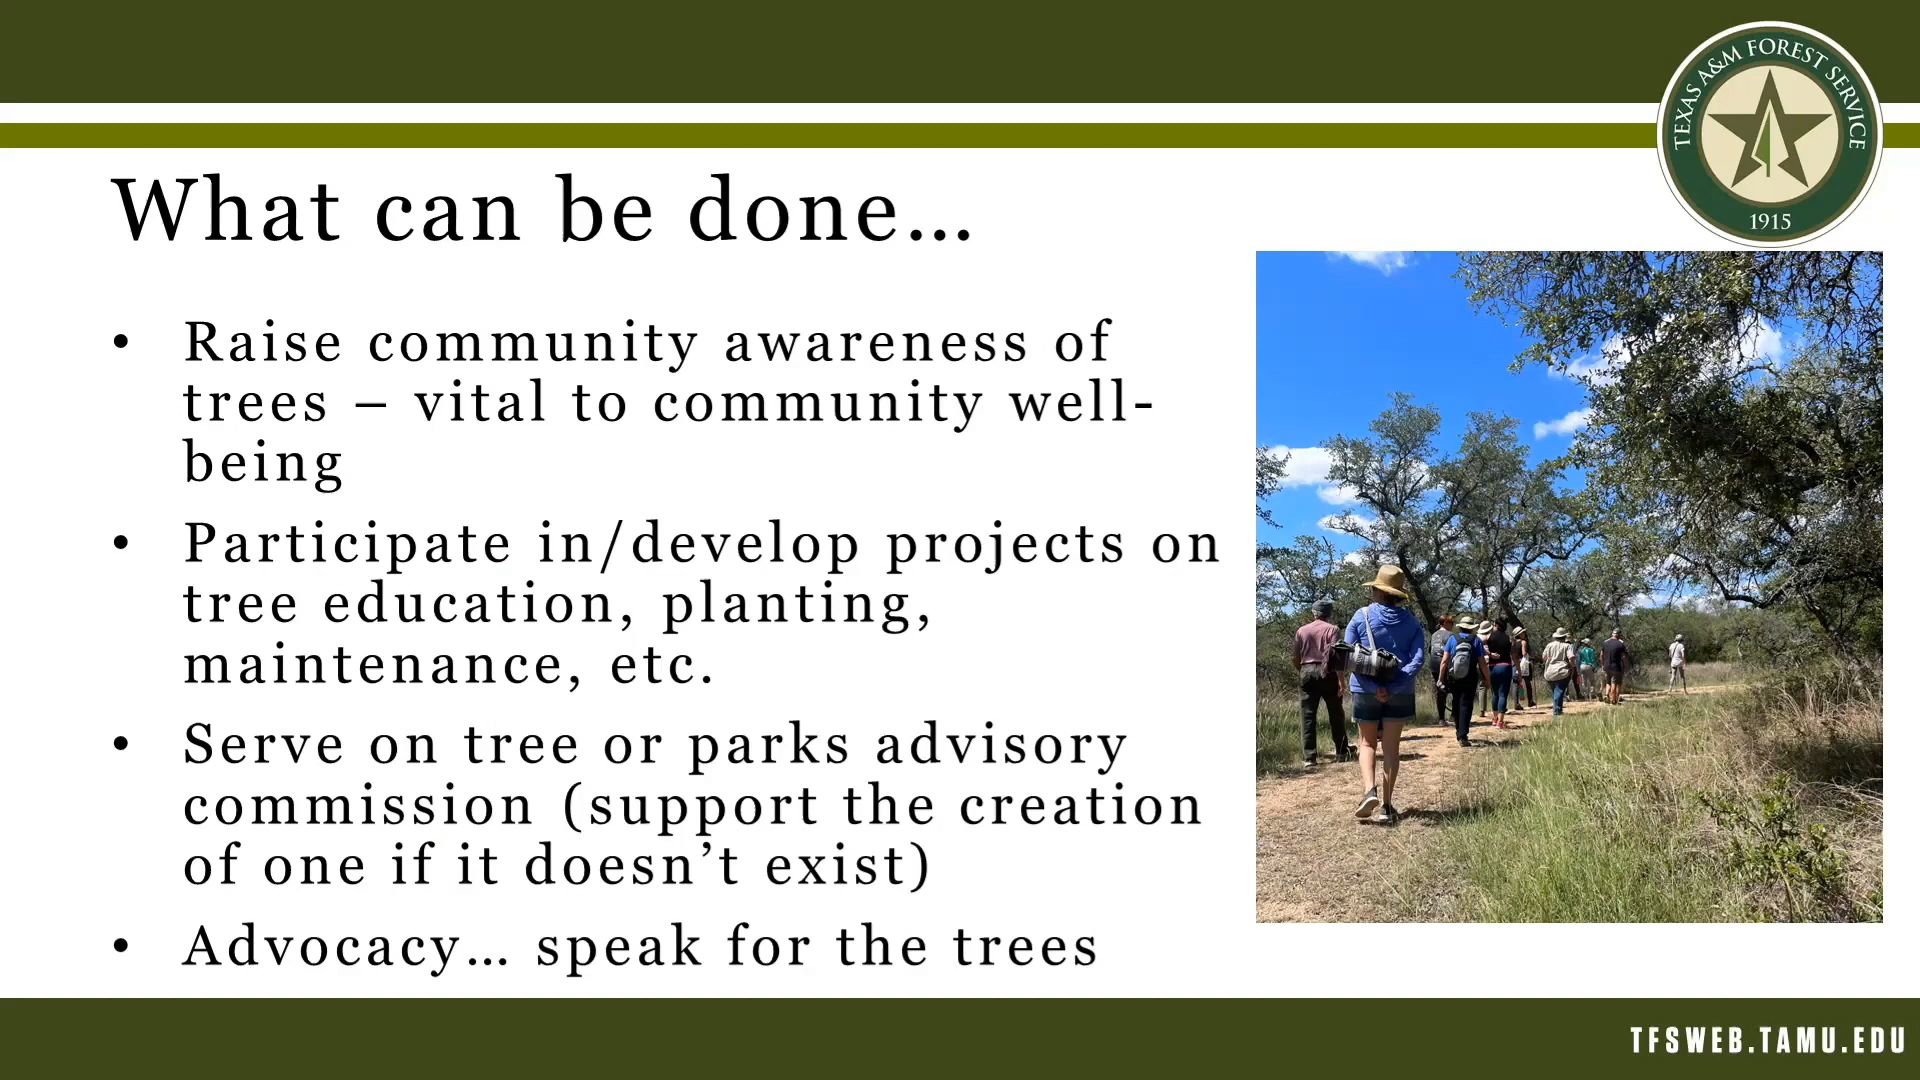 TEXAS A&M FOREST SERVICE
1915
What can be done...
• Raise community awareness of
trees – vital to community well-
being
• Participate in/develop projects on
tree education, planting,
maintenance, etc.
• Serve on tree or parks advisory
commission (support the creation
of one if it doesn’t exist)
• Advocacy... speak for the trees
TFSWEB.TAMU.EDU